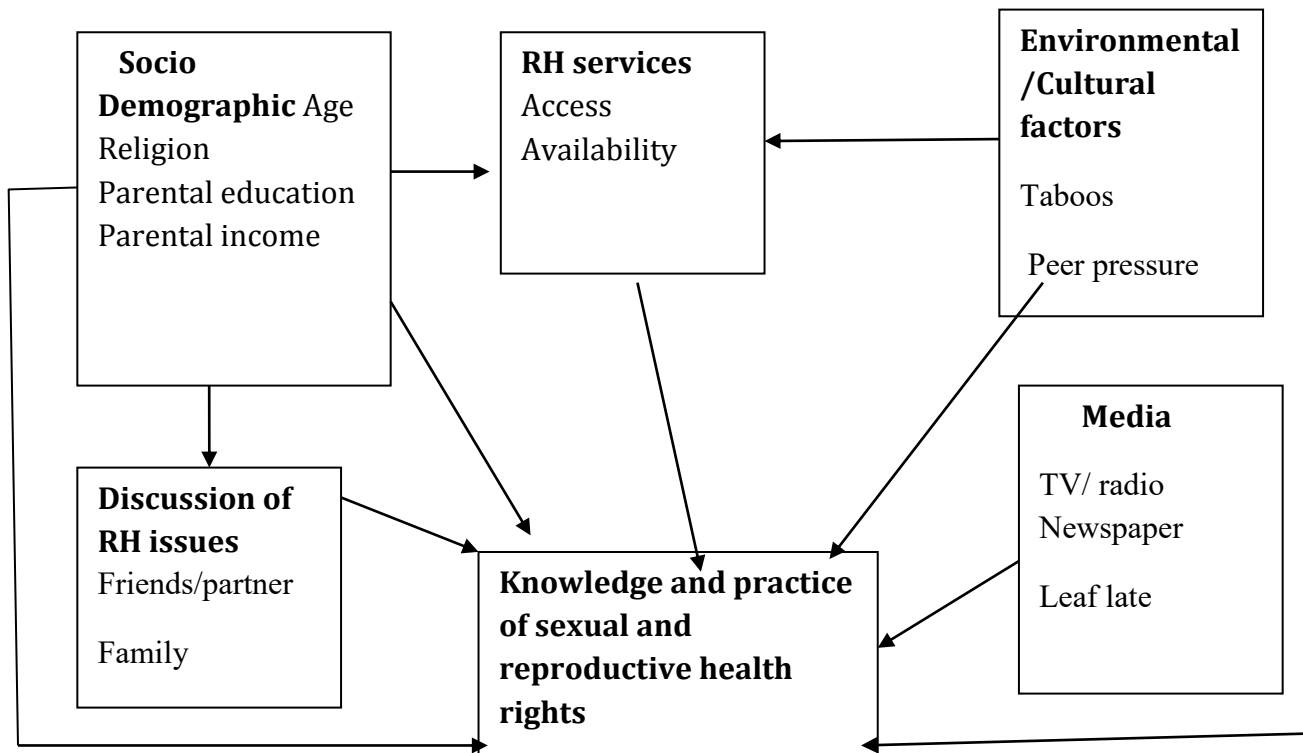 Socio
Demographic Age
Religion
Parental education
Parental income
RH services
Access
Availability
Environmental
/Cultural
factors
Taboos
Peer pressure
Discussion of
RH issues
Friends/partner
Family
Knowledge and practice
of sexual and
reproductive health
rights
Media
TV/ radio
Newspaper
Leaf late